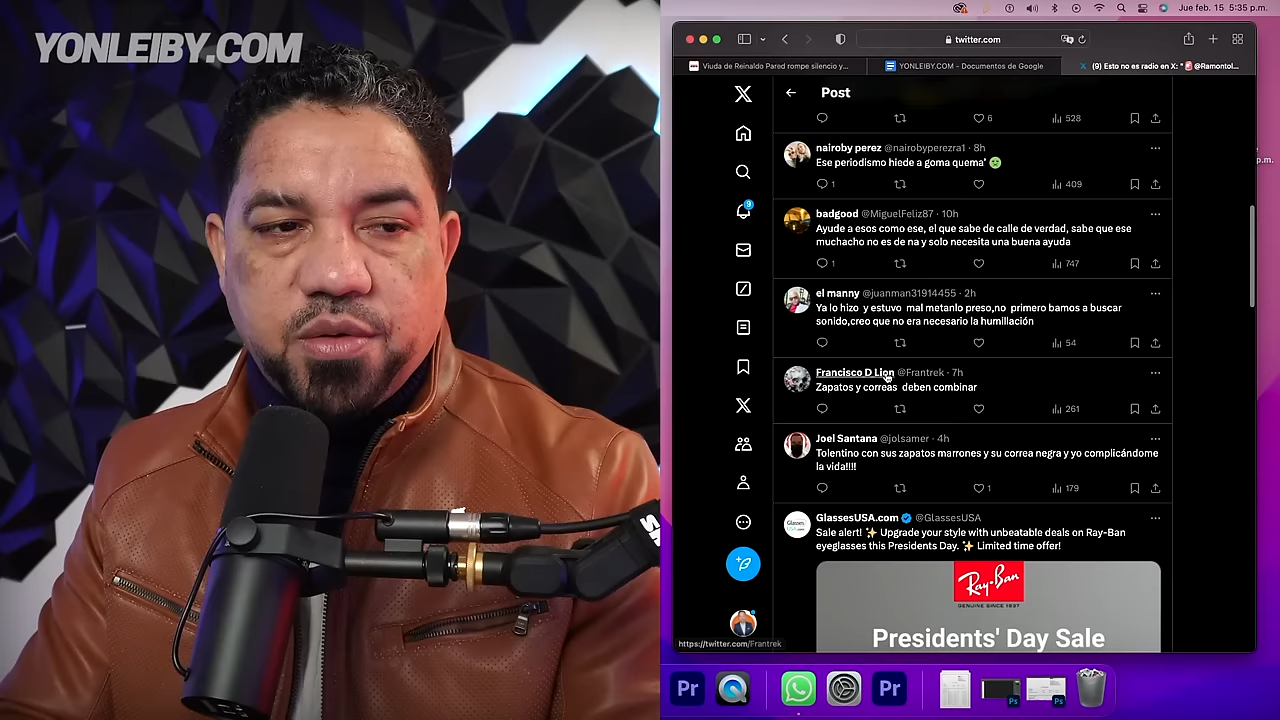 YONLEIBY.COM
Jue feb. 15 5:35 p.m.
twitter.com
Viuda de Reinaldo Pared rompe silencio y...
YONLEIBY.COM - Documentos de Google
(9) Esto no es radio en X: "🚨@Ramontol...
Post
6 528
nairoby perez @nairobyperezra1 · 8h
Ese periodismo hiede a goma quema' 🤢
1 409
badgood @MiguelFeliz87 · 10h
Ayude a esos como ese, el que sabe de calle de verdad, sabe que ese
muchacho no es de na y solo necesita una buena ayuda
1 747
el manny @juanman31914455 · 2h
Ya lo hizo y estuvo mal metanlo preso,no primero bamos a buscar
sonido,creo que no era necesario la humillación
54
Francisco D Lion @Frantrek · 7h
Zapatos y correas deben combinar
261
Joel Santana @jolsamer · 4h
Tolentino con sus zapatos marrones y su correa negra y yo complicándome
la vida!!!!
1 179
GlassesUSA.com @GlassesUSA
Sale alert! ✨ Upgrade your style with unbeatable deals on Ray-Ban
eyeglasses this Presidents Day. ✨ Limited time offer!
Glasses
USA
Ray-Ban
GENUINE SINCE 1937
Presidents' Day Sale
9
https://twitter.com/Frantrek
p.m.
Pr
Pr
Ps
Ps